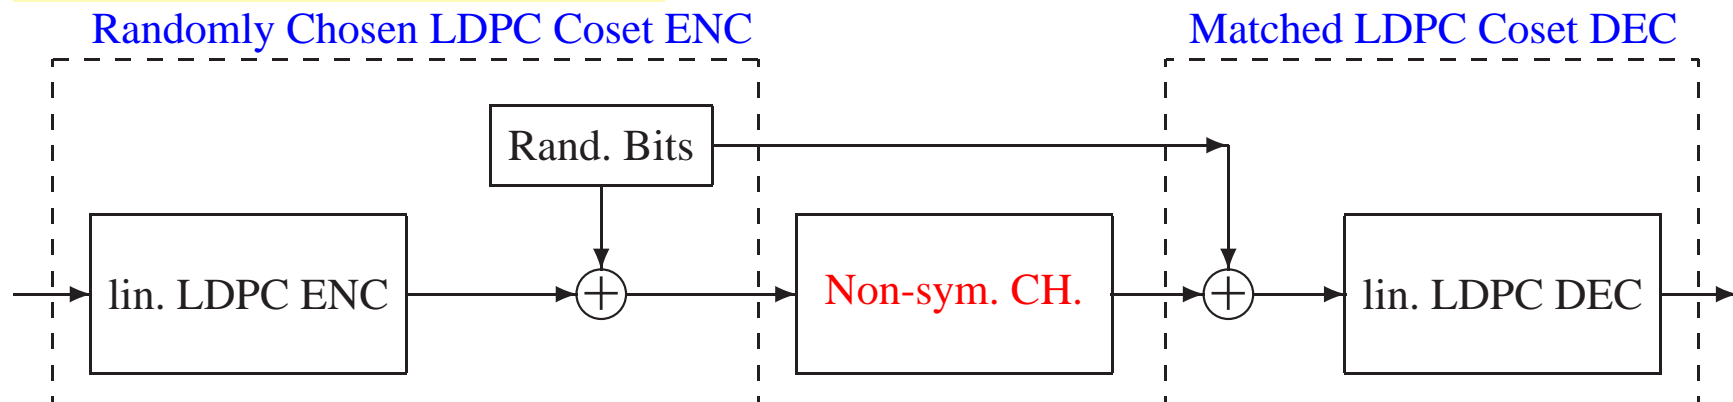 Randomly Chosen LDPC Coset ENC
Matched LDPC Coset DEC
Rand. Bits
lin. LDPC ENC
Non-sym. CH.
lin. LDPC DEC